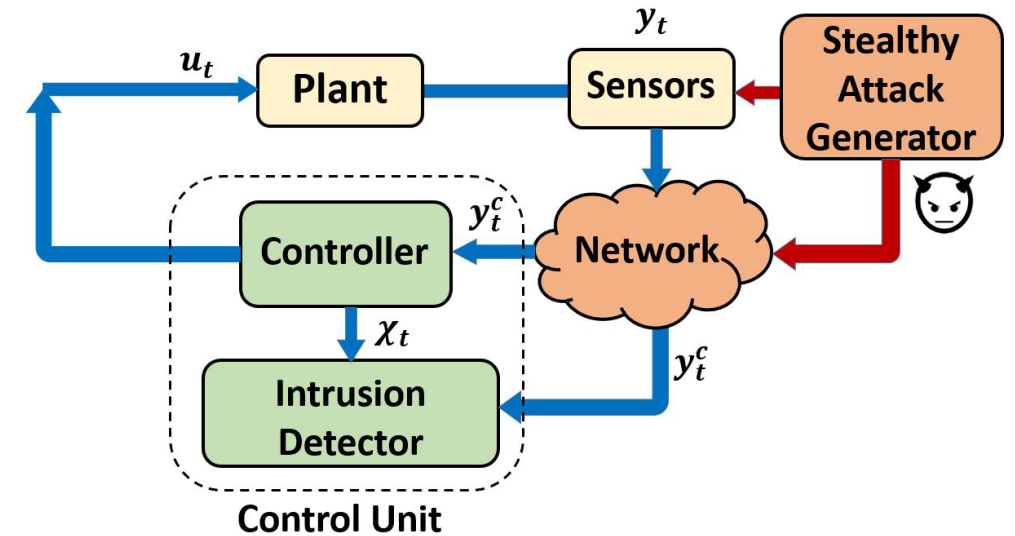 y_t
Stealthy
Attack
Generator
u_t
Plant
Sensors
y_t^c
Controller
Network
χ_t
y_t^c
Intrusion
Detector
Control Unit